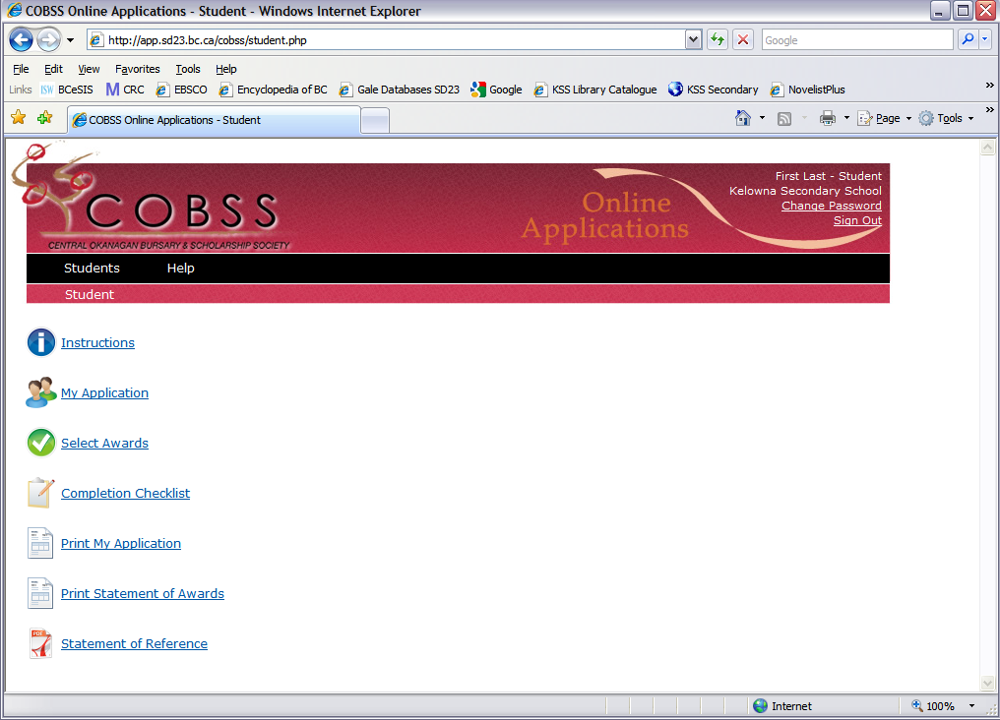 COBSS Online Applications - Student - Windows Internet Explorer
http://app.sd23.bc.ca/cobss/student.php
Google
File Edit View Favorites Tools Help
Links ISW BCeSIS M CRC EBSCO Encyclopedia of BC Gale Databases SD23 Google KSS Library Catalogue KSS Secondary NovelistPlus »
COBSS Online Applications - Student
Page Tools »
COBSS
CENTRAL OKANAGAN BURSARY & SCHOLARSHIP SOCIETY
Online
Applications
First Last - Student
Kelowna Secondary School
Change Password
Sign Out
Students Help
Student
Instructions
My Application
Select Awards
Completion Checklist
Print My Application
Print Statement of Awards
PDF
Statement of Reference
Internet 100%